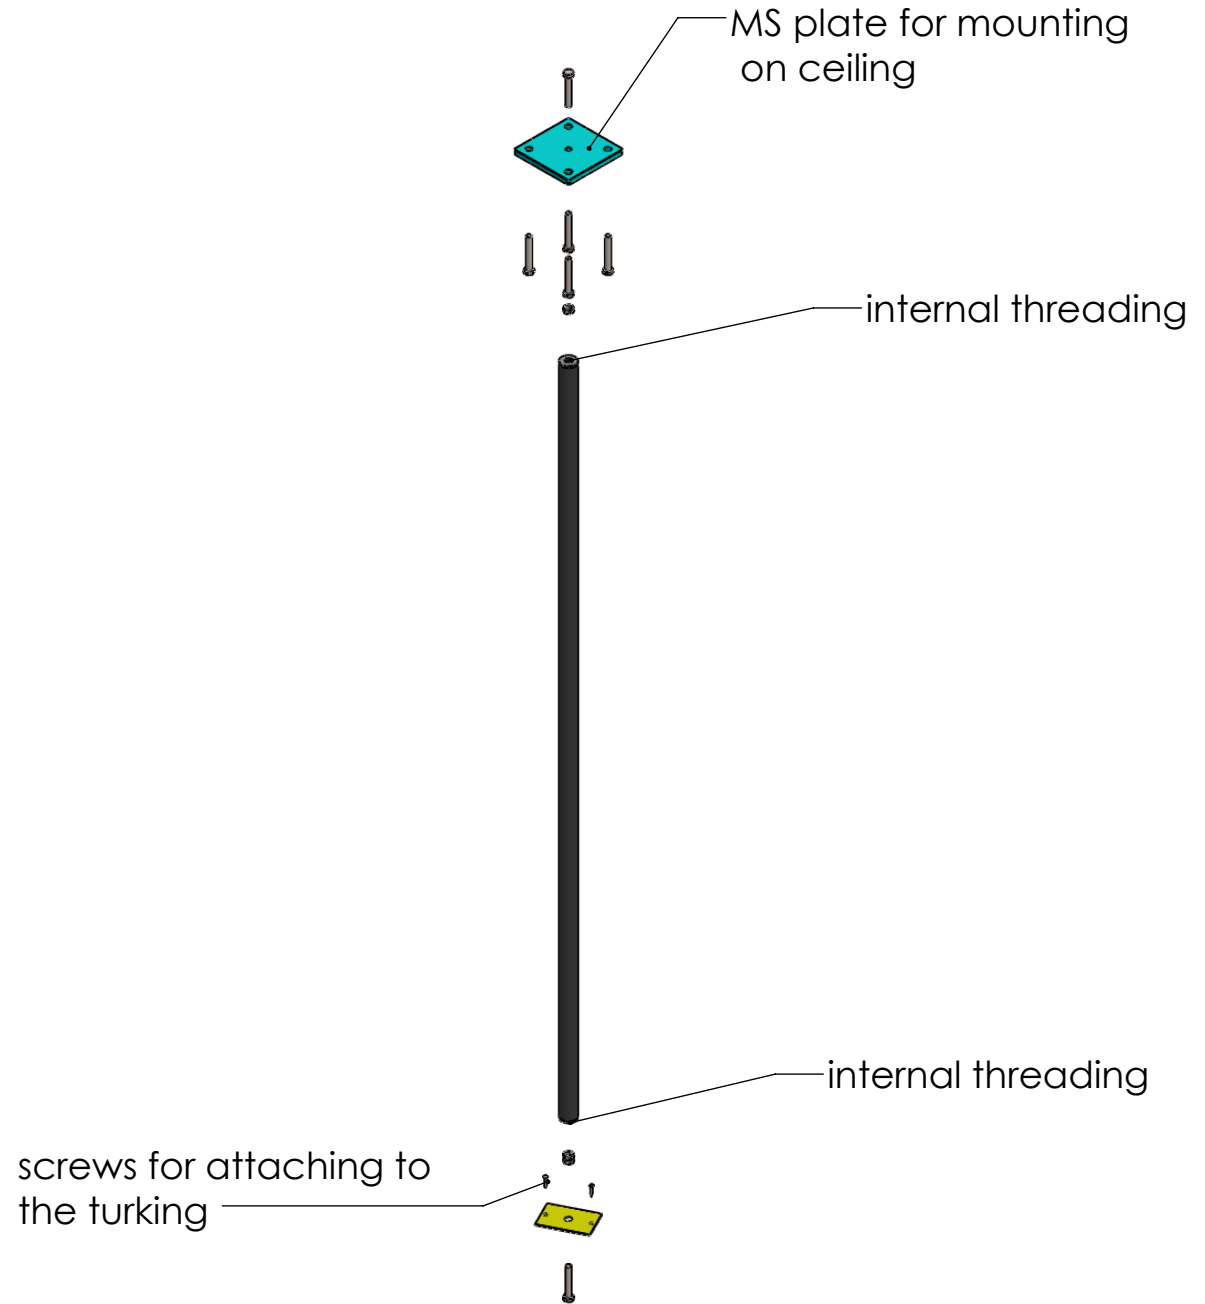 MS plate for mounting
on ceiling
internal threading
internal threading
screws for attaching to
the turking